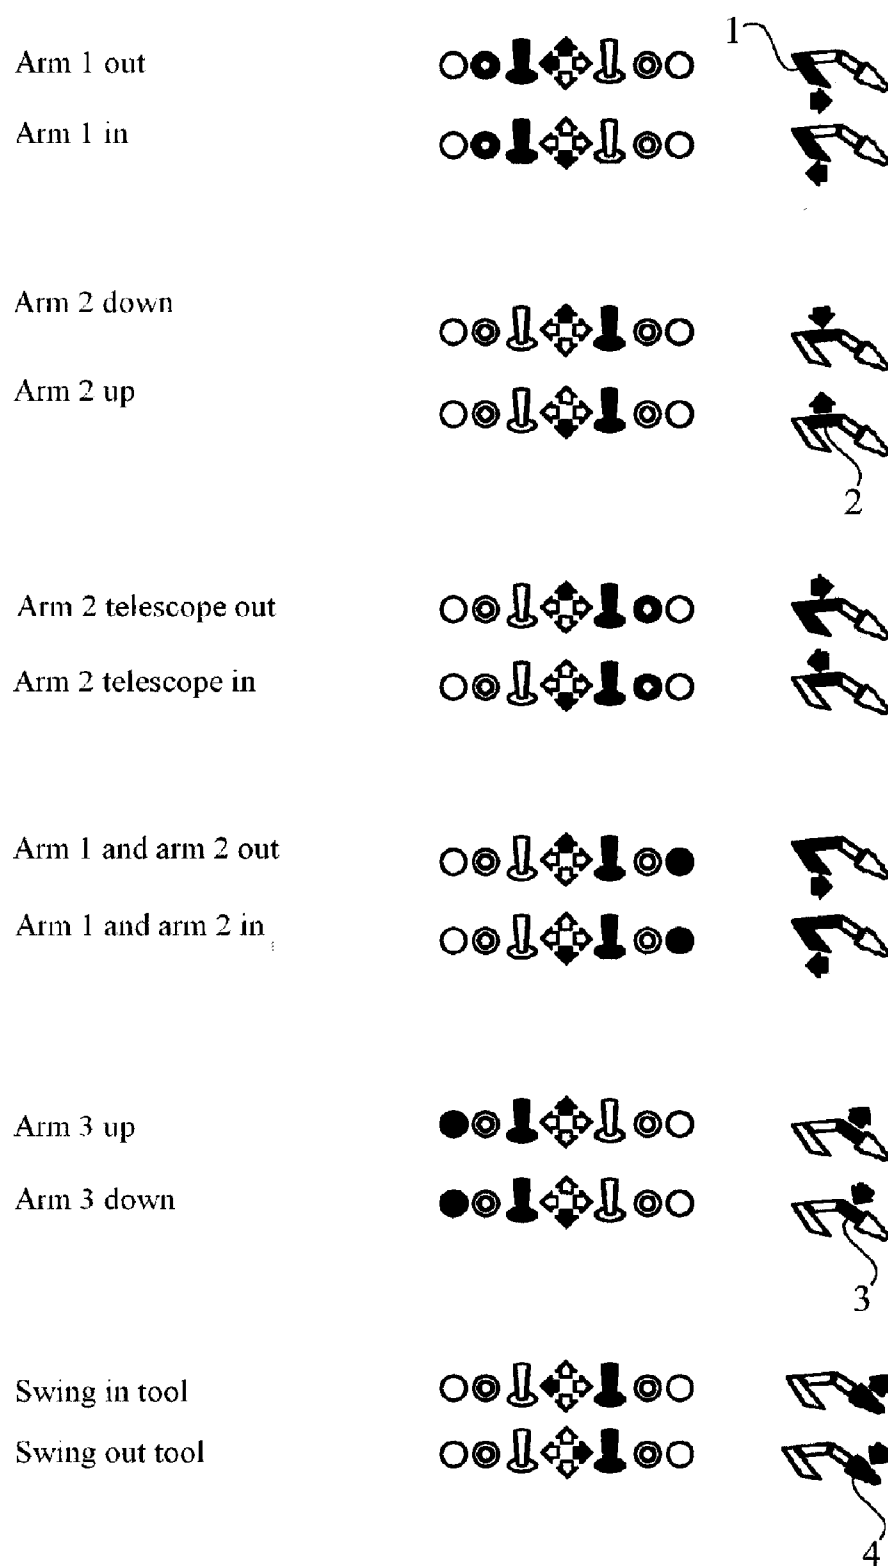 1
Arm 1 out
Arm 1 in
Arm 2 down
Arm 2 up
2
Arm 2 telescope out
Arm 2 telescope in
Arm 1 and arm 2 out
Arm 1 and arm 2 in
Arm 3 up
Arm 3 down
3
Swing in tool
Swing out tool
4